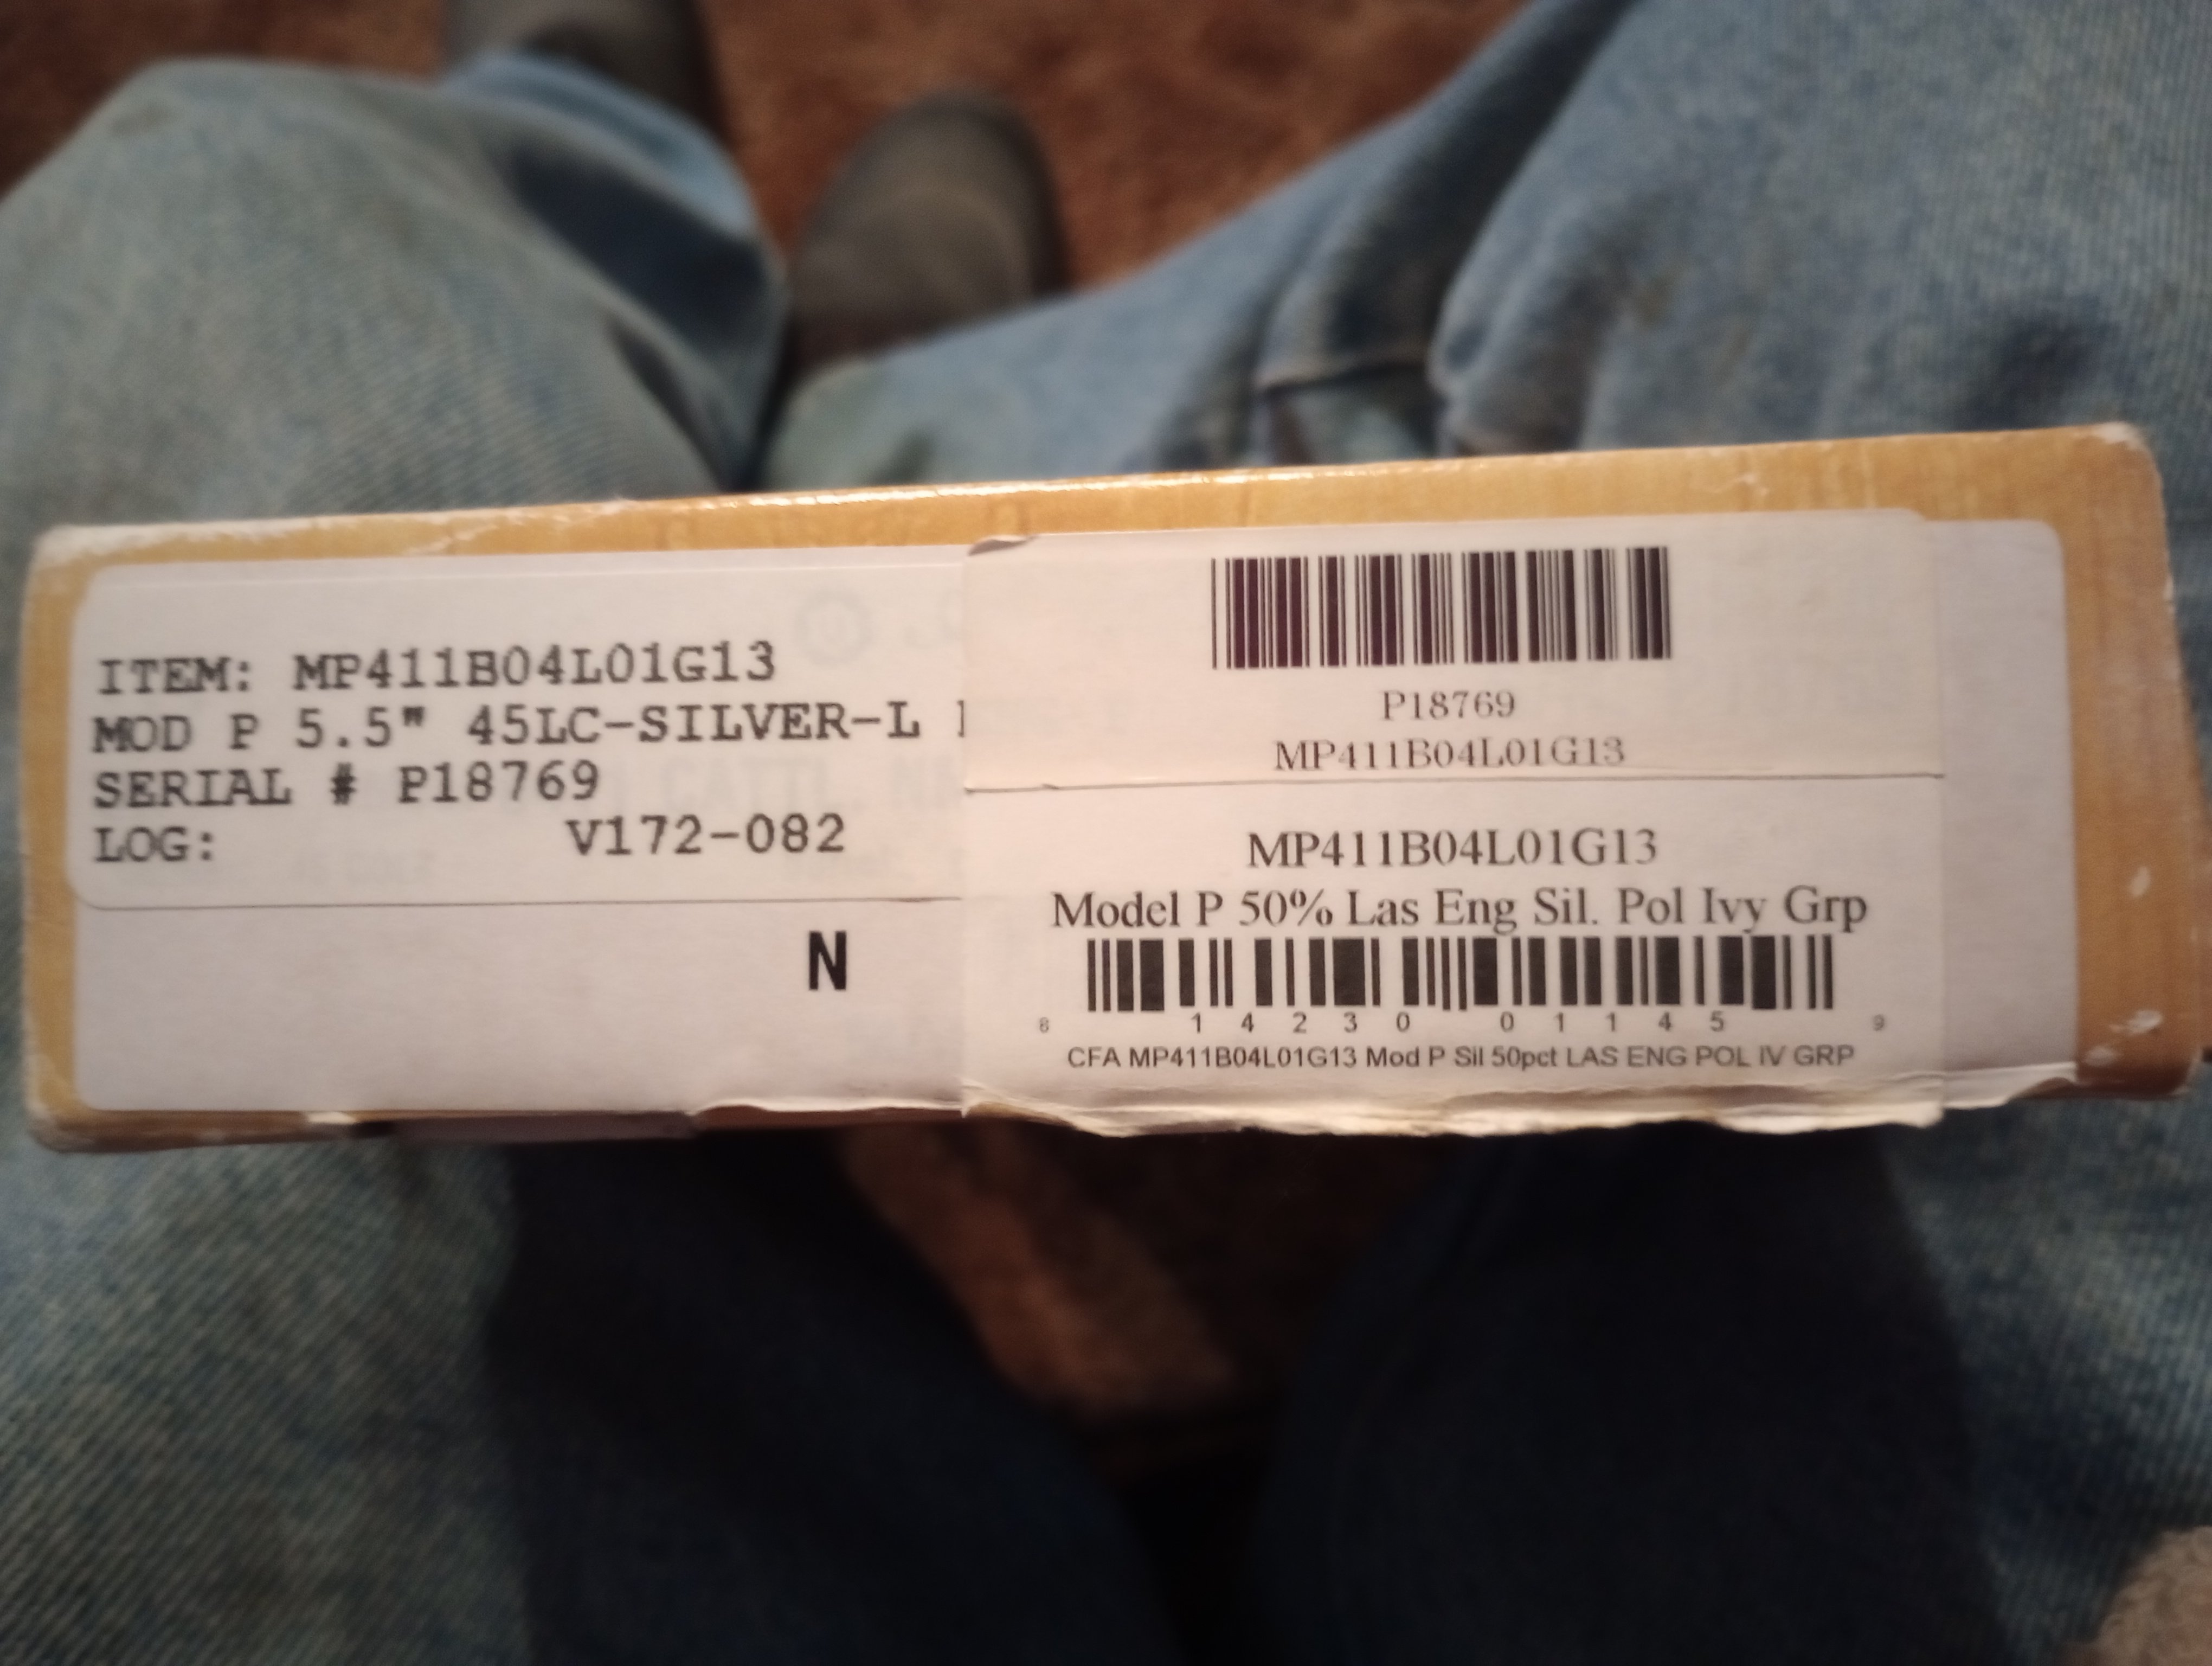 ITEM: MP411B04L01G13
MOD P 5.5" 45LC-SILVER-L
SERIAL # P18769
LOG: V172-082
N
P18769
MP411B04L01G13
MP411B04L01G13
Model P 50% Las Eng Sil. Pol Ivy Grp
8 14230 01145 9
CFA MP411B04L01G13 Mod P Sil 50pct LAS ENG POL IV GRP